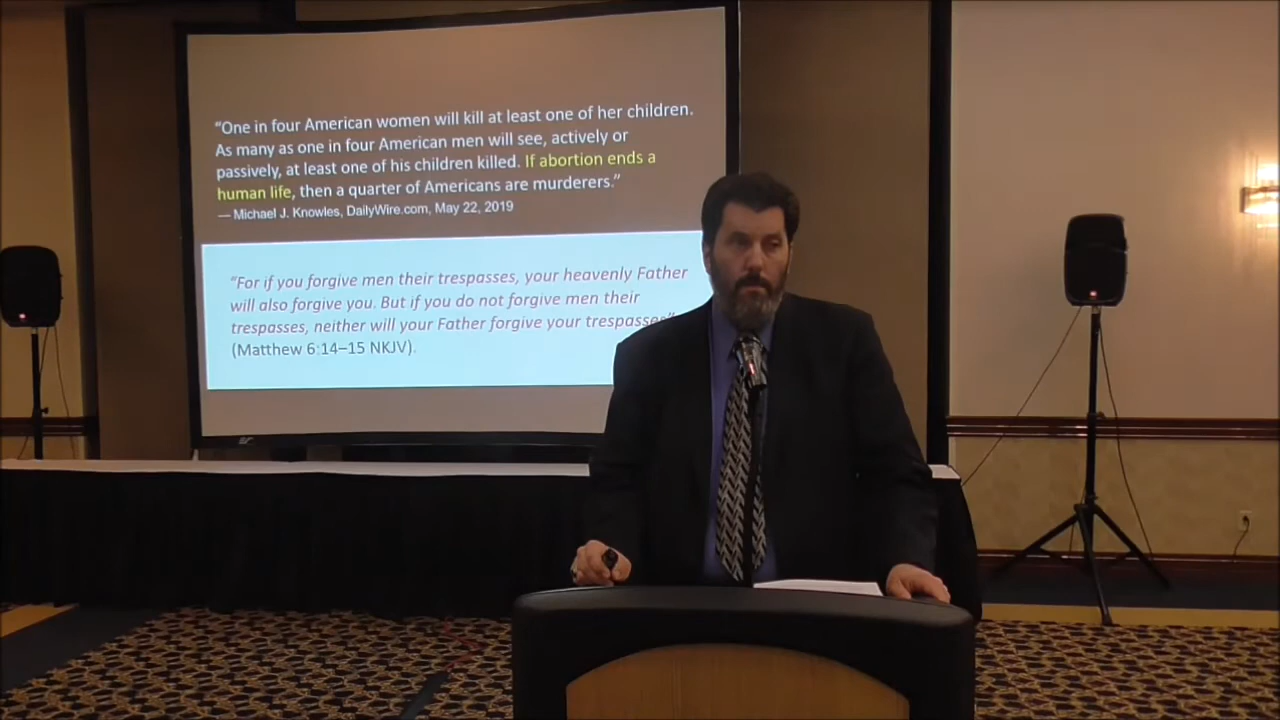 “One in four American women will kill at least one of her children.
As many as one in four American men will see, actively or
passively, at least one of his children killed. If abortion ends a
human life, then a quarter of Americans are murderers.”
— Michael J. Knowles, DailyWire.com, May 22, 2019
“For if you forgive men their trespasses, your heavenly Father
will also forgive you. But if you do not forgive men their
trespasses, neither will your Father forgive your trespasses”
(Matthew 6:14–15 NKJV).